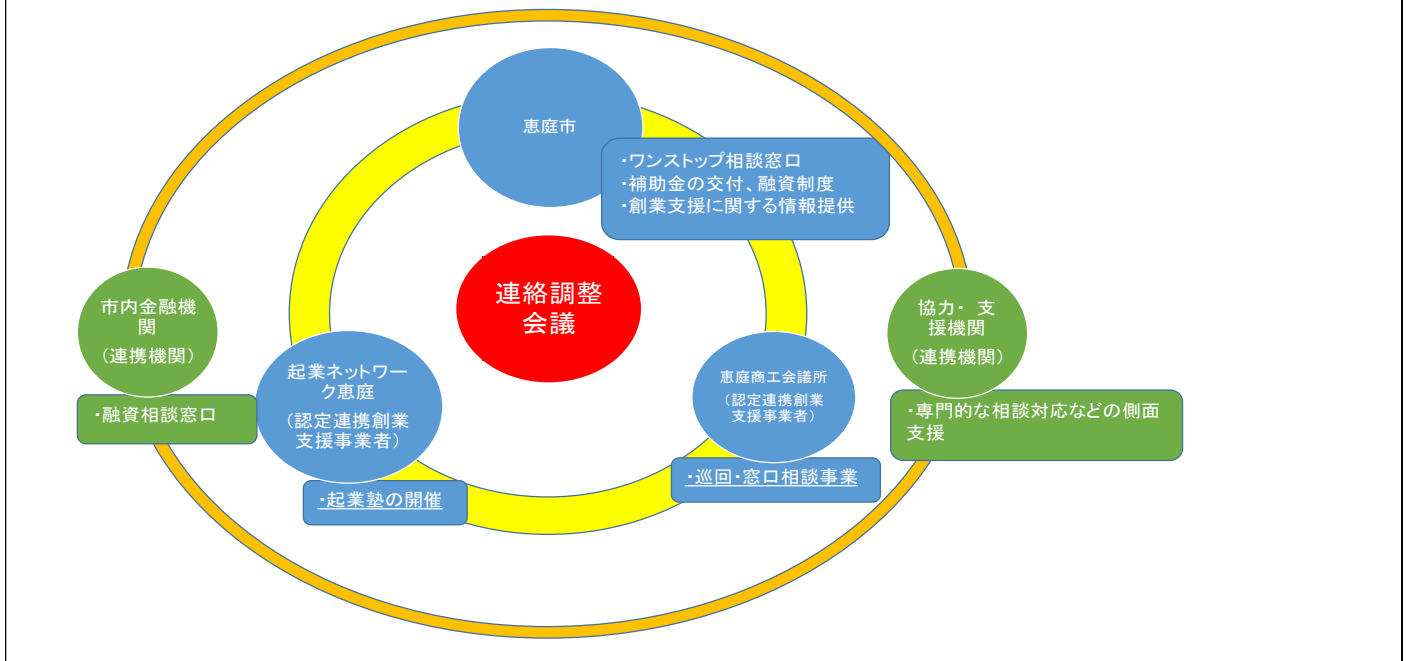 恵庭市
・ワンストップ相談窓口
・補助金の交付、融資制度
・創業支援に関する情報提供
連絡調整
会議
市内金融機
関
（連携機関）
・融資相談窓口
起業ネットワー
ク恵庭
（認定連携創業
支援事業者）
・起業塾の開催
恵庭商工会議所
（認定連携創業
支援事業者）
・巡回・窓口相談事業
協力・ 支
援機関
（連携機関）
・専門的な相談対応などの側面
支援